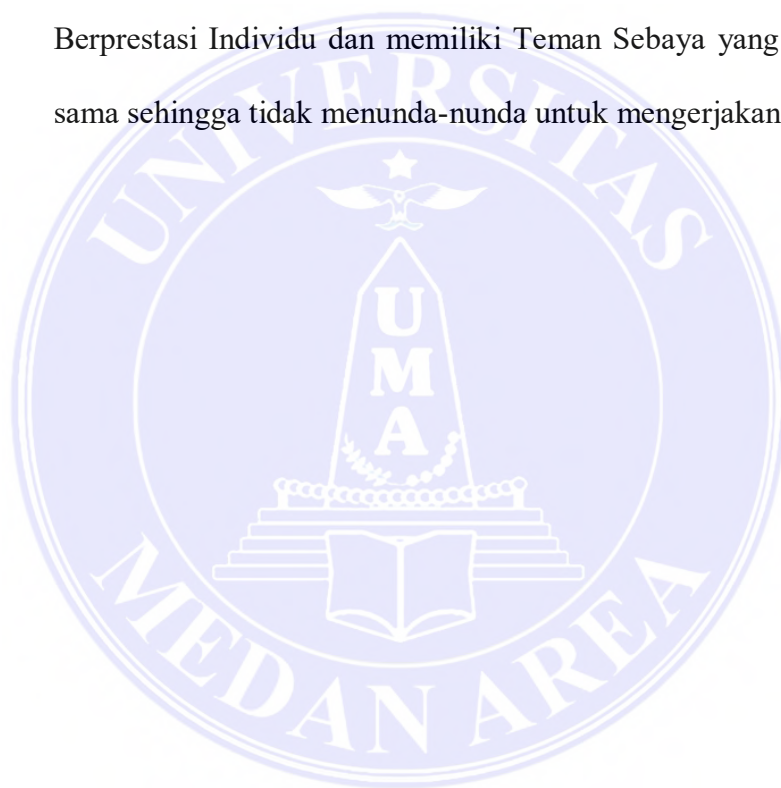 Berprestasi Individu dan memiliki Teman Sebaya yang
sama sehingga tidak menunda-nunda untuk mengerjakan
UNIVERSITAS
U
M
A
MEDAN AREA